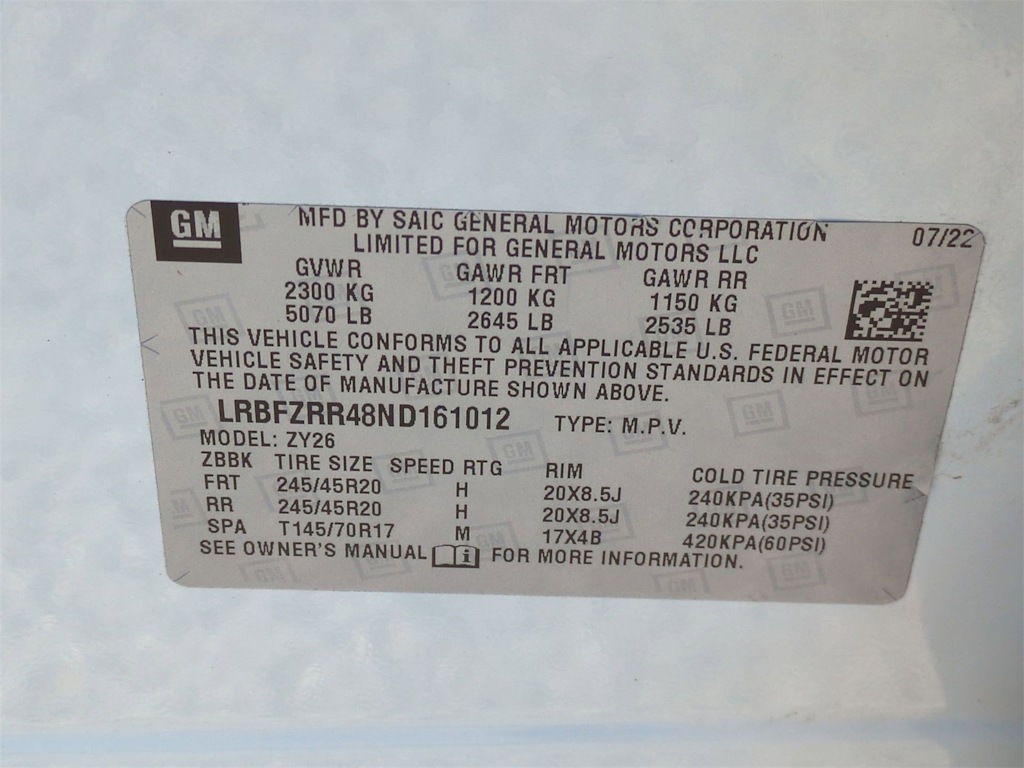 GM
MFD BY SAIC GENERAL MOTORS CORPORATION
LIMITED FOR GENERAL MOTORS LLC
07/22
GVWR GAWR FRT GAWR RR
2300 KG 1200 KG 1150 KG
5070 LB 2645 LB 2535 LB
THIS VEHICLE CONFORMS TO ALL APPLICABLE U.S. FEDERAL MOTOR
VEHICLE SAFETY AND THEFT PREVENTION STANDARDS IN EFFECT ON
THE DATE OF MANUFACTURE SHOWN ABOVE.
LRBFZRR48ND161012 TYPE: M.P.V.
MODEL: ZY26
ZBBK TIRE SIZE SPEED RTG RIM COLD TIRE PRESSURE
FRT 245/45R20 H 20X8.5J 240KPA(35PSI)
RR 245/45R20 H 20X8.5J 240KPA(35PSI)
SPA T145/70R17 M 17X4B 420KPA(60PSI)
SEE OWNER'S MANUAL i FOR MORE INFORMATION.